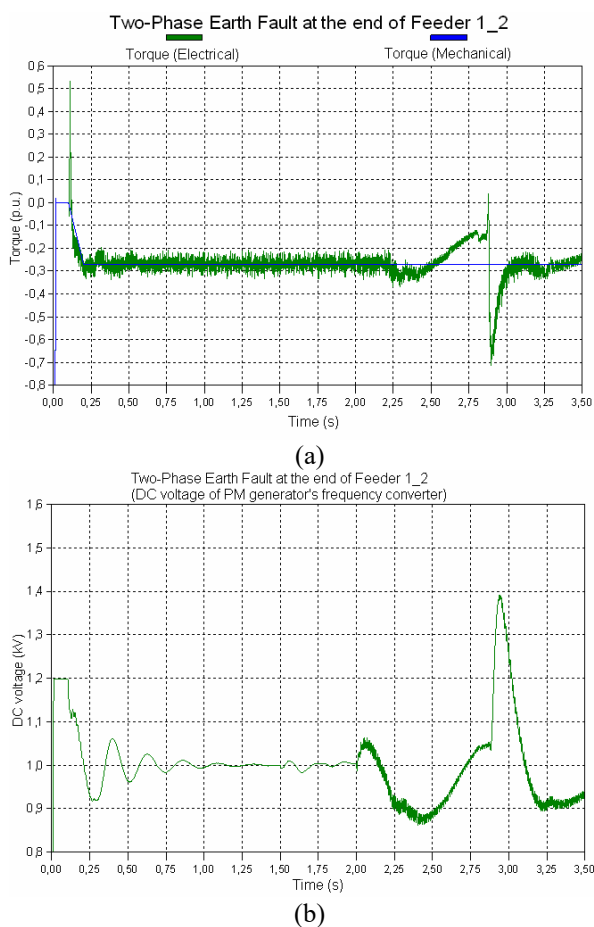 Two-Phase Earth Fault at the end of Feeder 1_2
Torque (Electrical) Torque (Mechanical)
Torque (p.u.)
0,6
0,5
0,4
0,3
0,2
0,1
0,0
-0,1
-0,2
-0,3
-0,4
-0,5
-0,6
-0,7
-0,8
0,00 0,25 0,50 0,75 1,00 1,25 1,50 1,75 2,00 2,25 2,50 2,75 3,00 3,25 3,50
Time (s)
(a)
Two-Phase Earth Fault at the end of Feeder 1_2
(DC voltage of PM generator's frequency converter)
DC voltage (kV)
1,6
1,5
1,4
1,3
1,2
1,1
1,0
0,9
0,8
0,00 0,25 0,50 0,75 1,00 1,25 1,50 1,75 2,00 2,25 2,50 2,75 3,00 3,25 3,50
Time (s)
(b)